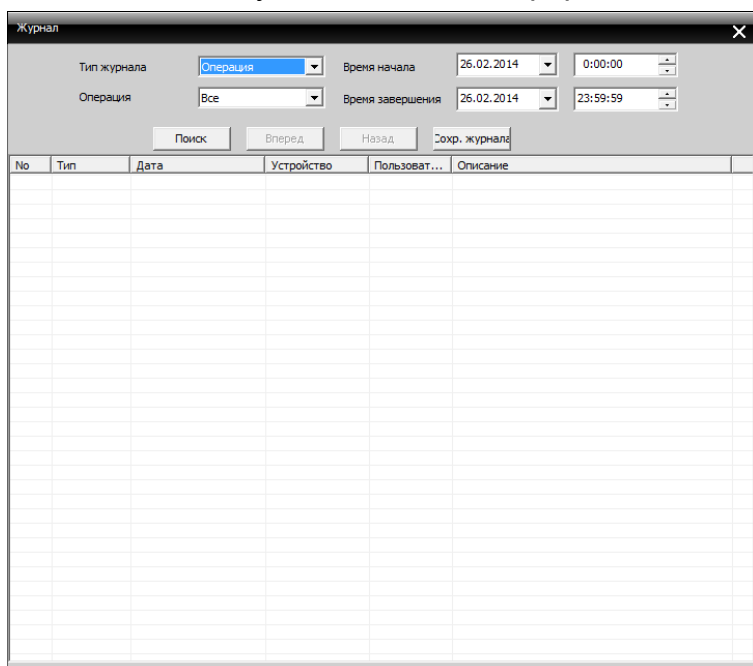 Журнал
Тип журнала Операция Время начала 26.02.2014 0:00:00
Операция Все Время завершения 26.02.2014 23:59:59
Поиск Вперед Назад Сохр. журнала
No Тип Дата Устройство Пользоват... Описание